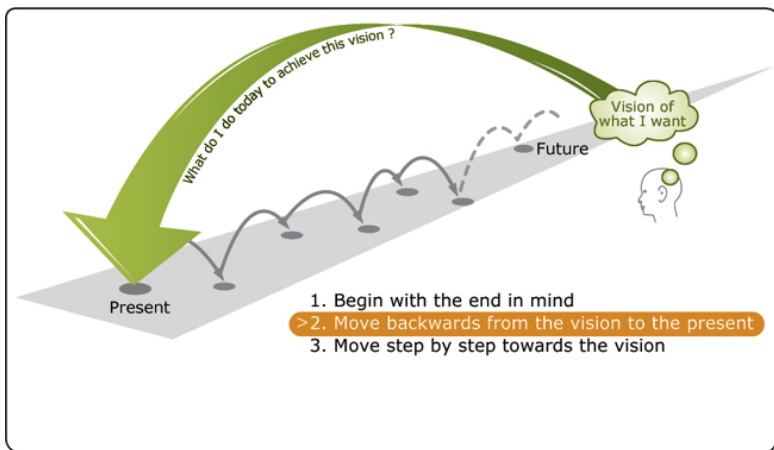 What do I do today to achieve this vision ?
Vision of
what I want
Future
Present
1. Begin with the end in mind
>2. Move backwards from the vision to the present
3. Move step by step towards the vision